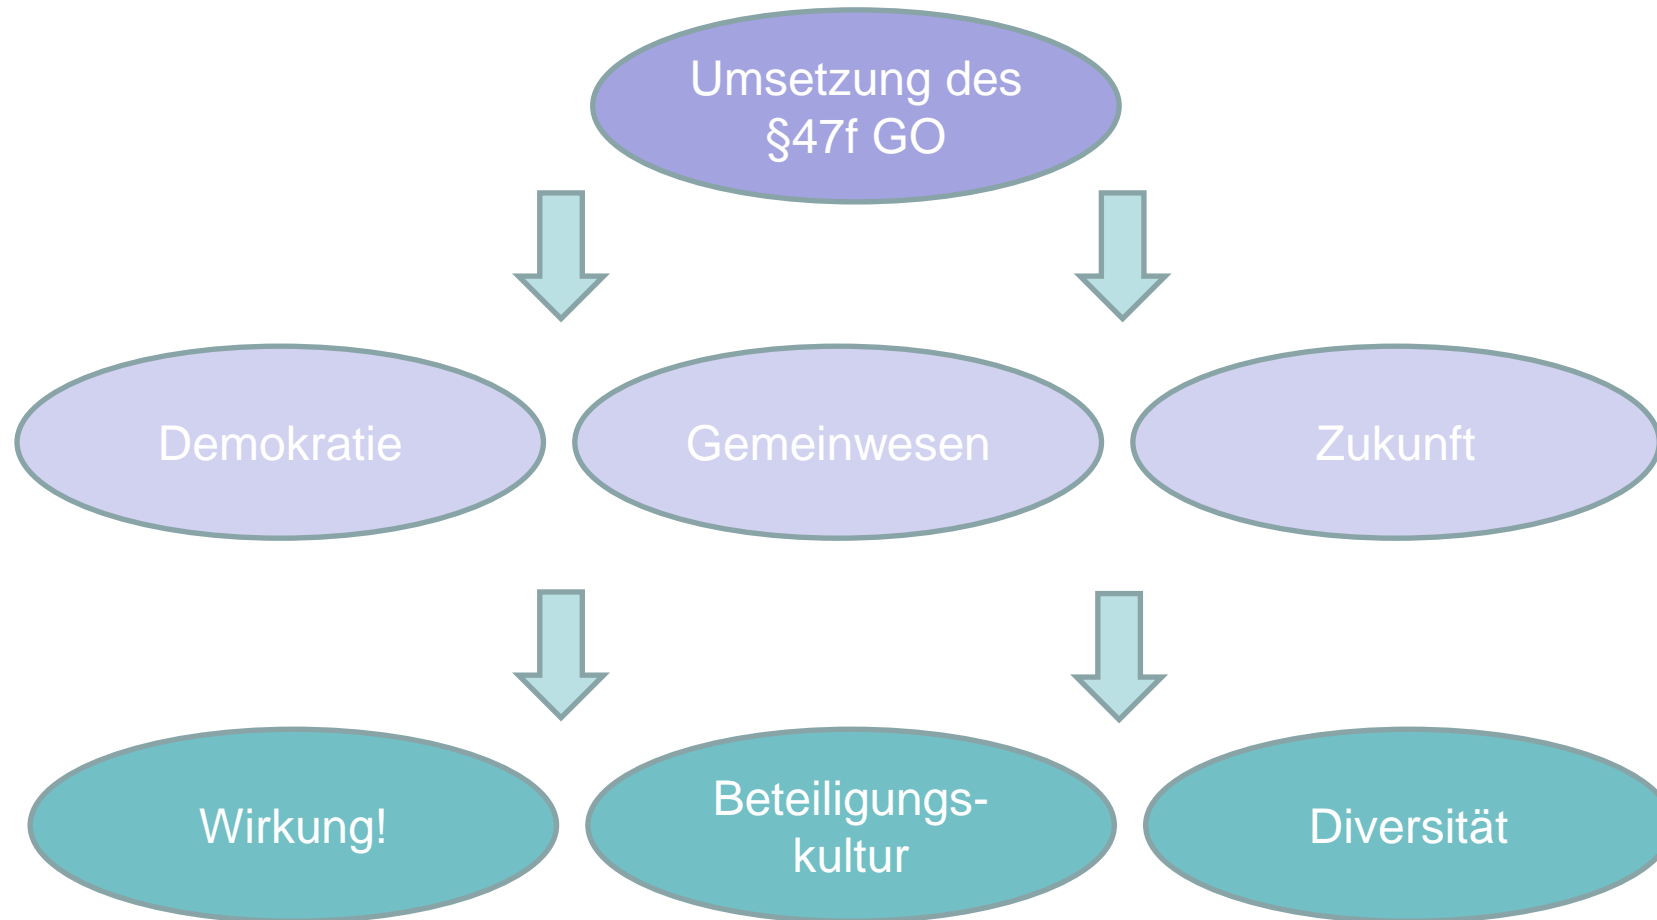 Umsetzung des
§47f GO
Demokratie
Gemeinwesen
Zukunft
Wirkung!
Beteiligungs-
kultur
Diversität